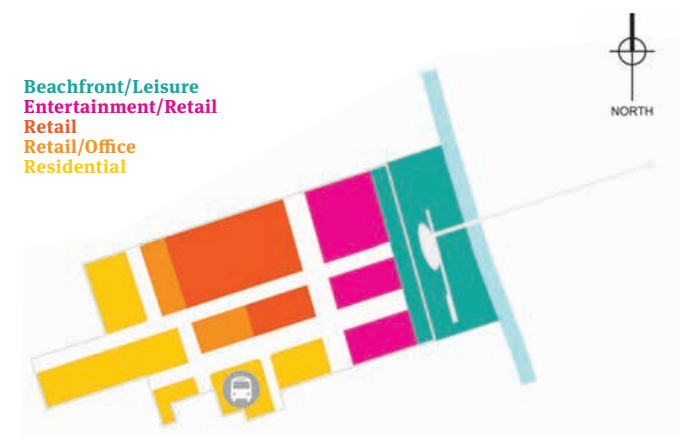 Beachfront/Leisure
Entertainment/Retail
Retail
Retail/Office
Residential
NORTH